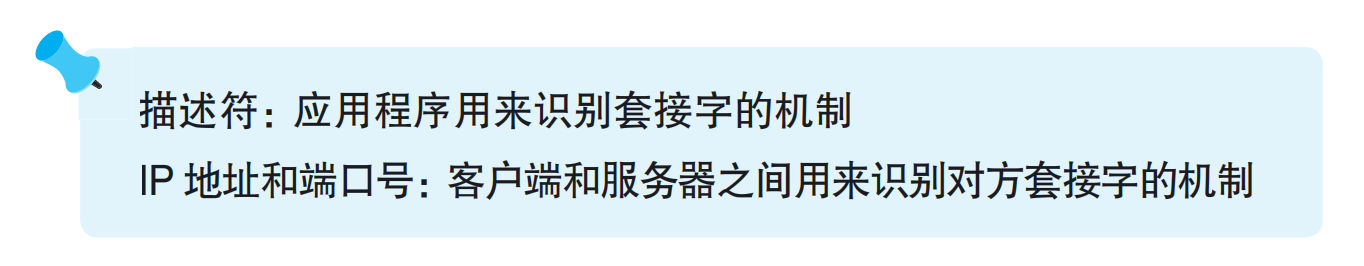 描述符：应用程序用来识别套接字的机制
IP 地址和端口号：客户端和服务器之间用来识别对方套接字的机制